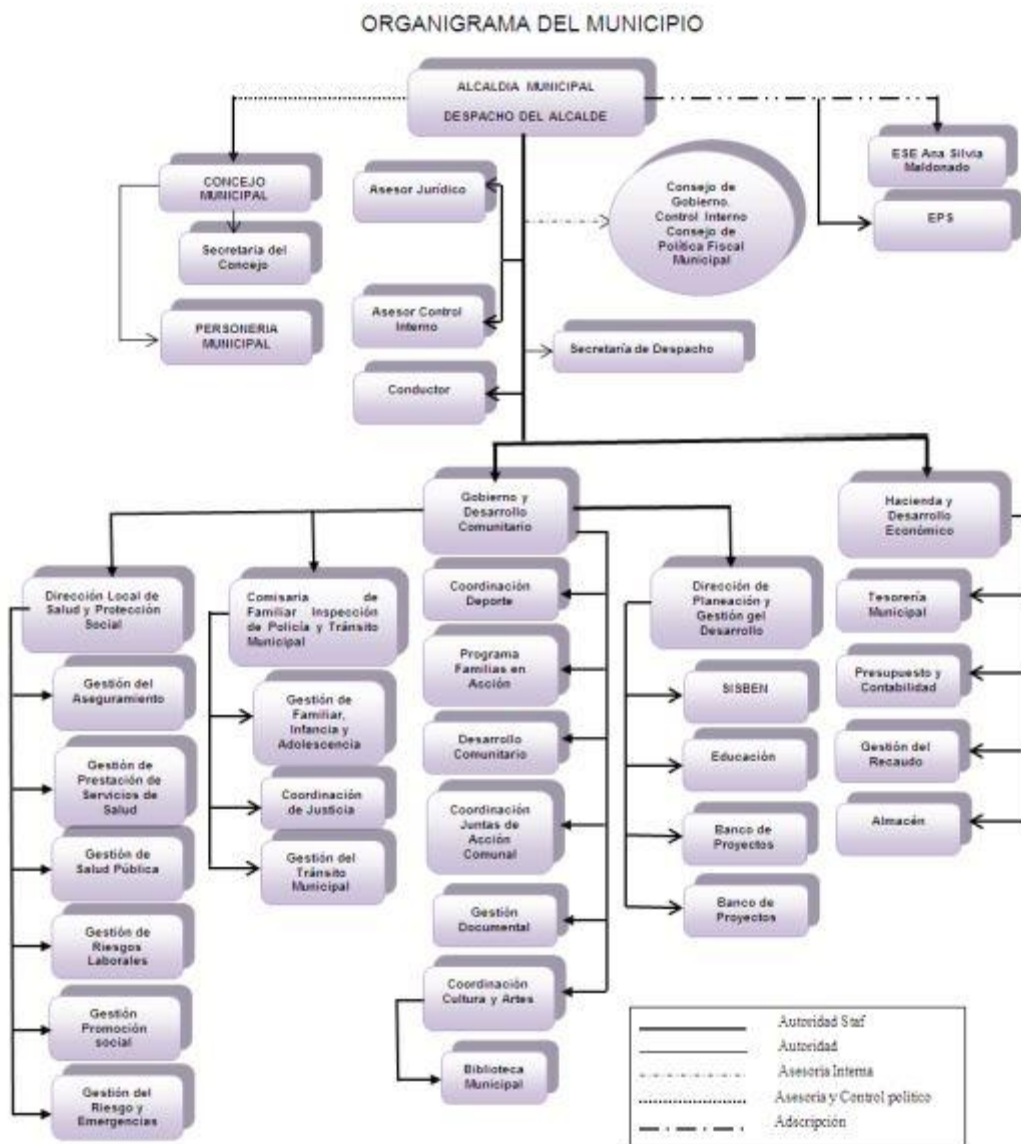 ORGANIGRAMA DEL MUNICIPIO
ALCALDIA MUNICIPAL
DESPACHO DEL ALCALDE
CONCEJO
MUNICIPAL
Secretaria del
Concejo
PERSONERIA
MUNICIPAL
Asesor Jurídico
Asesor Control
Interno
Conductor
Consejo de
Gobierno.
Control Interno
Consejo de
Política Fiscal
Municipal
Secretaría de Despacho
ESE Ana Silvia
Maldonado
EPS
Gobierno y
Desarrollo
Comunitario
Hacienda y
Desarrollo
Económico
Dirección Local de
Salud y Protección
Social
Gestión del
Aseguramiento
Gestión de
Prestación de
Servicios de
Salud
Gestión de
Salud Pública
Gestión de
Riesgos
Laborales
Gestión
Promoción
social
Gestión del
Riesgo y
Emergencias
Comisaria de
Familiar Inspección
de Policía y Tránsito
Municipal
Gestión de
Familiar,
Infancia y
Adolescencia
Coordinación
de Justicia
Gestión del
Tránsito
Municipal
Coordinación
Deporte
Programa
Familias en
Acción
Desarrollo
Comunitario
Coordinación
Juntas de
Acción
Comunal
Gestión
Documental
Coordinación
Cultura y Artes
Biblioteca
Municipal
Dirección de
Planeación y
Gestión gel
Desarrollo
SISBEN
Educación
Banco de
Proyectos
Banco de
Proyectos
Tesorería
Municipal
Presupuesto y
Contabilidad
Gestión del
Recaudo
Almacén
Autoridad Staf
Autoridad
Asesoria Interna
Asesoria y Control politico
Adscripción